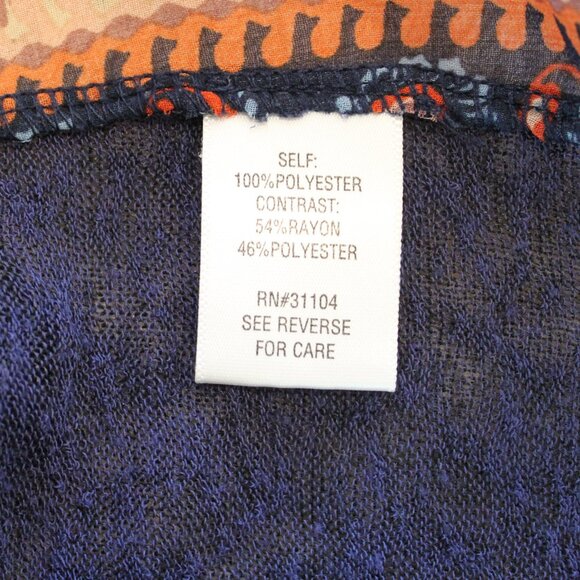 SELF:
100%POLYESTER
CONTRAST:
54%RAYON
46%POLYESTER
RN#31104
SEE REVERSE
FOR CARE